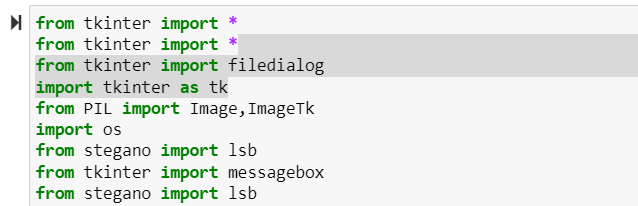 from tkinter import *
from tkinter import *
from tkinter import filedialog
import tkinter as tk
from PIL import Image,ImageTk
import os
from stegano import lsb
from tkinter import messagebox
from stegano import lsb